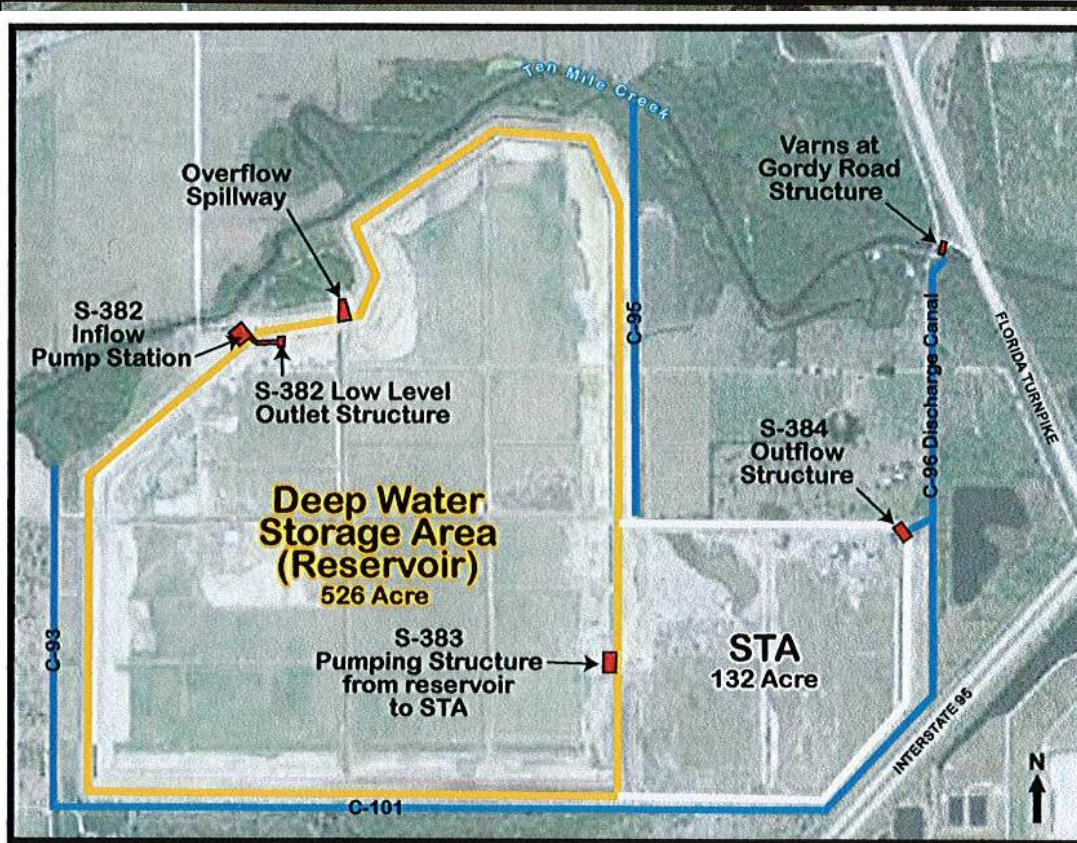 Ten Mile Creek
Varns at
Gordy Road
Structure
Overflow
Spillway
S-382
Inflow
Pump Station
S-382 Low Level
Outlet Structure
C-95
FLORIDA TURNPIKE
C-96 Discharge Canal
S-384
Outflow
Structure
Deep Water
Storage Area
(Reservoir)
526 Acre
C-93
S-383
Pumping Structure
from reservoir
to STA
STA
132 Acre
INTERSTATE 95
N
C-101